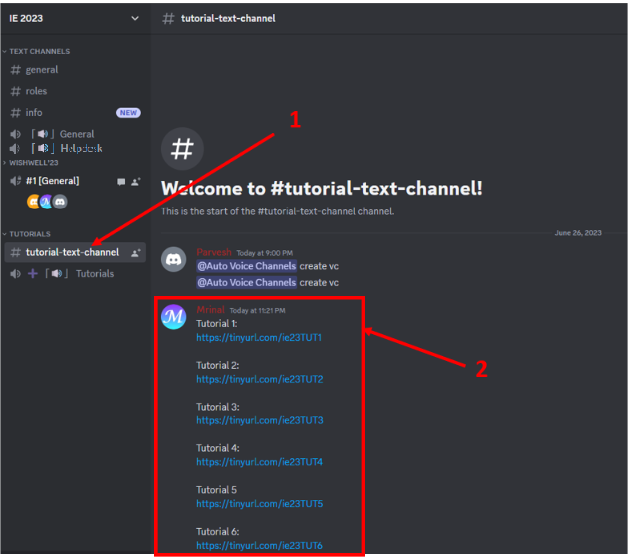 IE 2023
# tutorial-text-channel
TEXT CHANNELS
# general
# roles
# info NEW
「 」 General
「 」 Helpdesk
WISHWELL'23
#1 [General]
TUTORIALS
# tutorial-text-channel
「 」 Tutorials
1
#
Welcome to #tutorial-text-channel!
This is the start of the #tutorial-text-channel channel.
June 26, 2023
Parvesh Today at 9:00 PM
@Auto Voice Channels create vc
@Auto Voice Channels create vc
Mrinal Today at 11:21 PM
Tutorial 1:
https://tinyurl.com/ie23TUT1
Tutorial 2:
https://tinyurl.com/ie23TUT2
Tutorial 3:
https://tinyurl.com/ie23TUT3
Tutorial 4:
https://tinyurl.com/ie23TUT4
Tutorial 5
https://tinyurl.com/ie23TUT5
Tutorial 6:
https://tinyurl.com/ie23TUT6
2